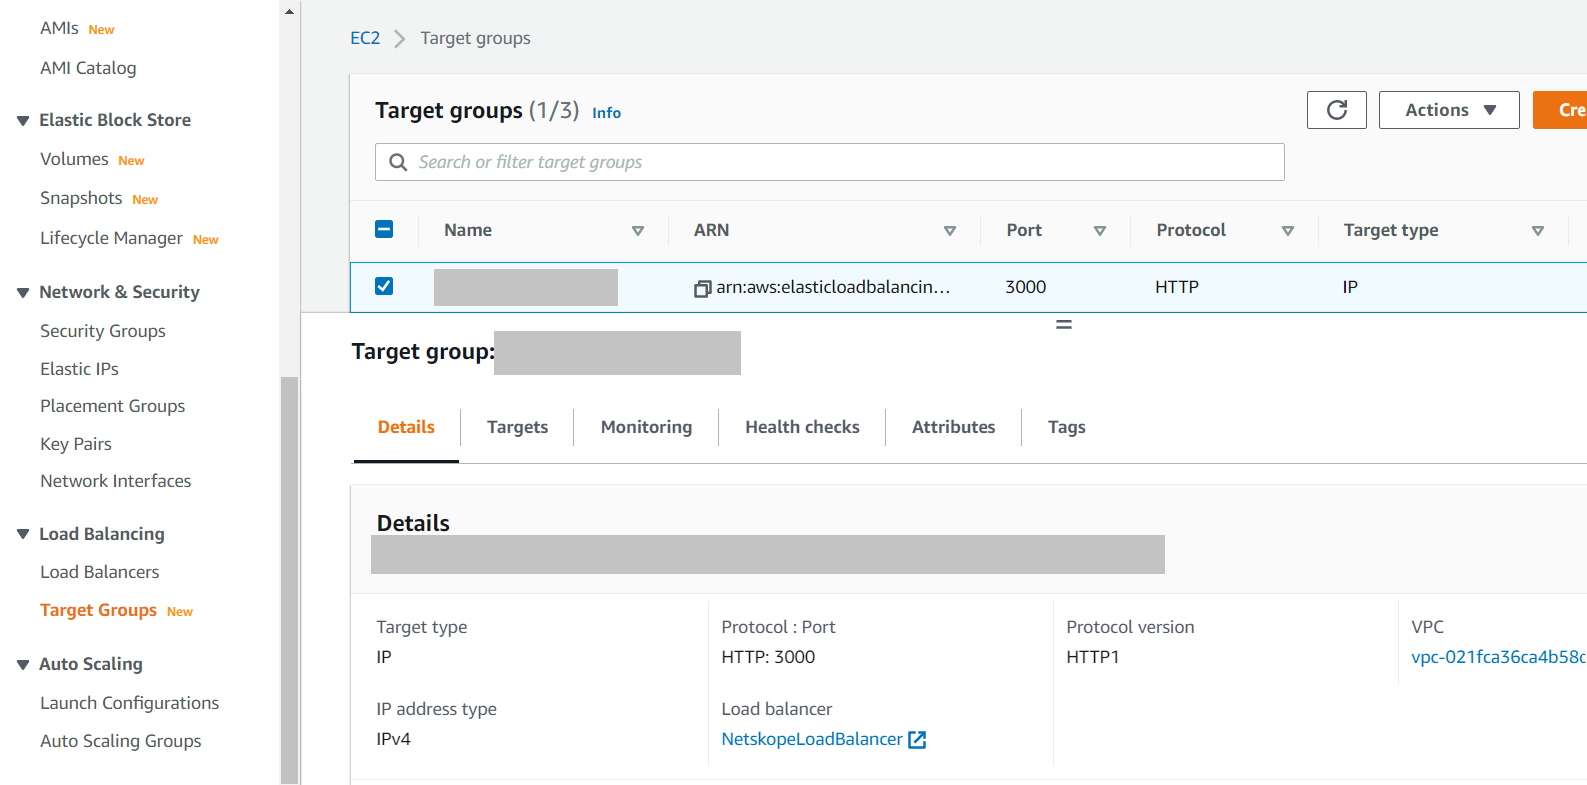 AMIs New
AMI Catalog
Elastic Block Store
Volumes New
Snapshots New
Lifecycle Manager New
Network & Security
Security Groups
Elastic IPs
Placement Groups
Key Pairs
Network Interfaces
Load Balancing
Load Balancers
Target Groups New
Auto Scaling
Launch Configurations
Auto Scaling Groups
EC2 > Target groups
Target groups (1/3) Info
Actions
Cre
Search or filter target groups
Name ARN Port Protocol Target type
arn:aws:elasticloadbalancin… 3000 HTTP IP
Target group:
Details Targets Monitoring Health checks Attributes Tags
Details
Target type
IP
Protocol : Port
HTTP: 3000
Protocol version
HTTP1
VPC
vpc-021fca36ca4b58c
IP address type
IPv4
Load balancer
NetskopeLoadBalancer